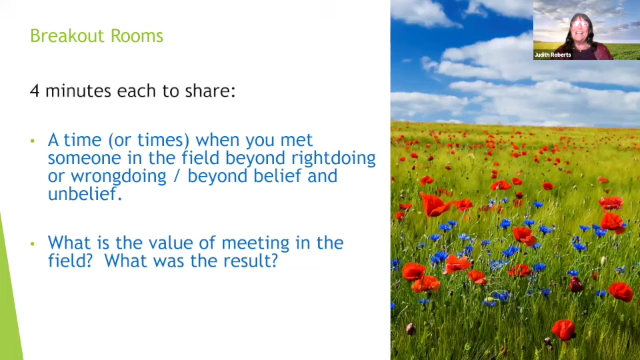 Breakout Rooms
4 minutes each to share:
• A time (or times) when you met
someone in the field beyond rightdoing
or wrongdoing / beyond belief and
unbelief.
• What is the value of meeting in the
field?  What was the result?
Judith Roberts